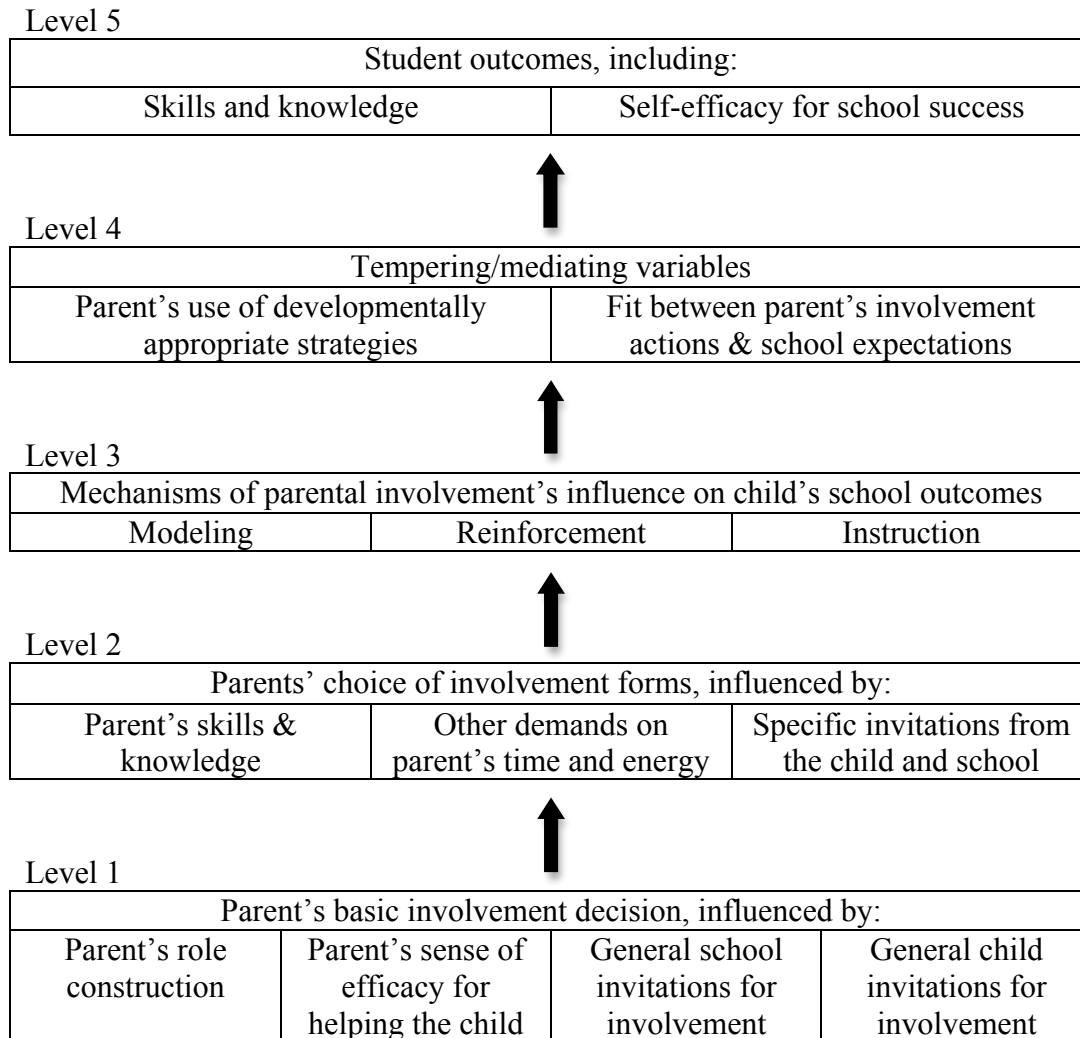 Level 5
Student outcomes, including:
Skills and knowledge
Self-efficacy for school success
Level 4
Tempering/mediating variables
Parent’s use of developmentally
appropriate strategies
Fit between parent’s involvement
actions & school expectations
Level 3
Mechanisms of parental involvement’s influence on child’s school outcomes
Modeling
Reinforcement
Instruction
Level 2
Parents’ choice of involvement forms, influenced by:
Parent’s skills &
knowledge
Other demands on
parent’s time and energy
Specific invitations from
the child and school
Level 1
Parent’s basic involvement decision, influenced by:
Parent’s role
construction
Parent’s sense of
efficacy for
helping the child
General school
invitations for
involvement
General child
invitations for
involvement